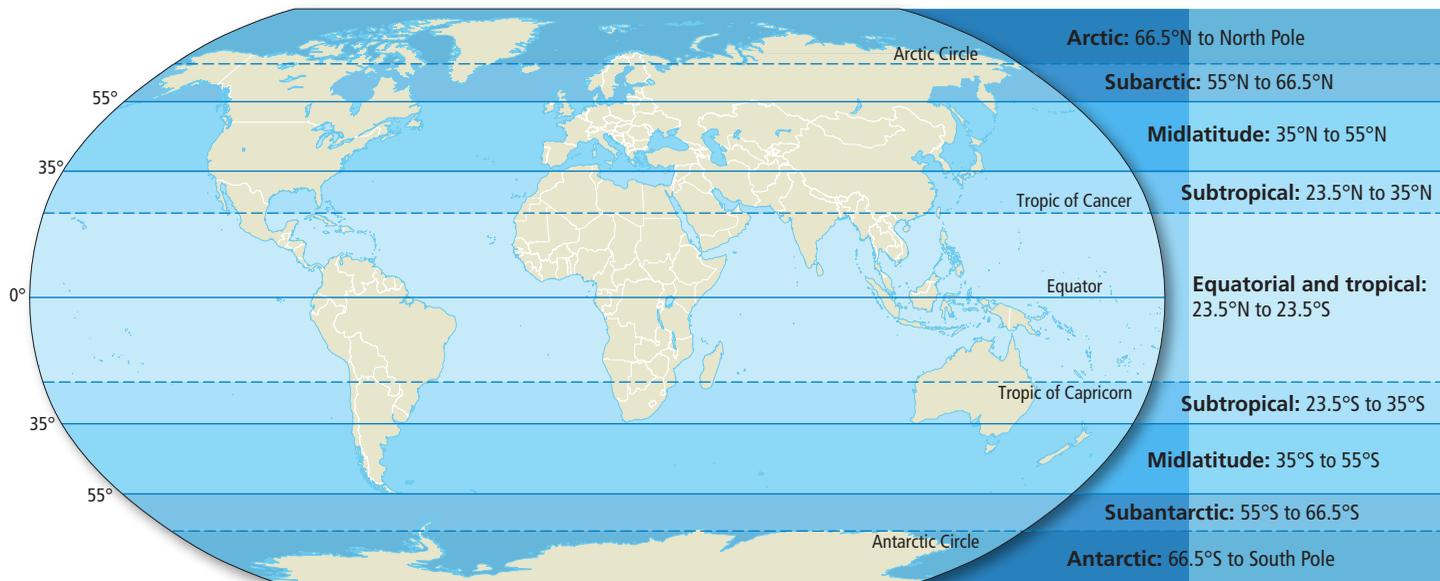 Arctic: 66.5°N to North Pole
Arctic Circle
Subarctic: 55°N to 66.5°N
55°
Midlatitude: 35°N to 55°N
35°
Subtropical: 23.5°N to 35°N
Tropic of Cancer
Equatorial and tropical:
23.5°N to 23.5°S
Equator
0°
Tropic of Capricorn
Subtropical: 23.5°S to 35°S
35°
Midlatitude: 35°S to 55°S
55°
Subantarctic: 55°S to 66.5°S
Antarctic Circle
Antarctic: 66.5°S to South Pole